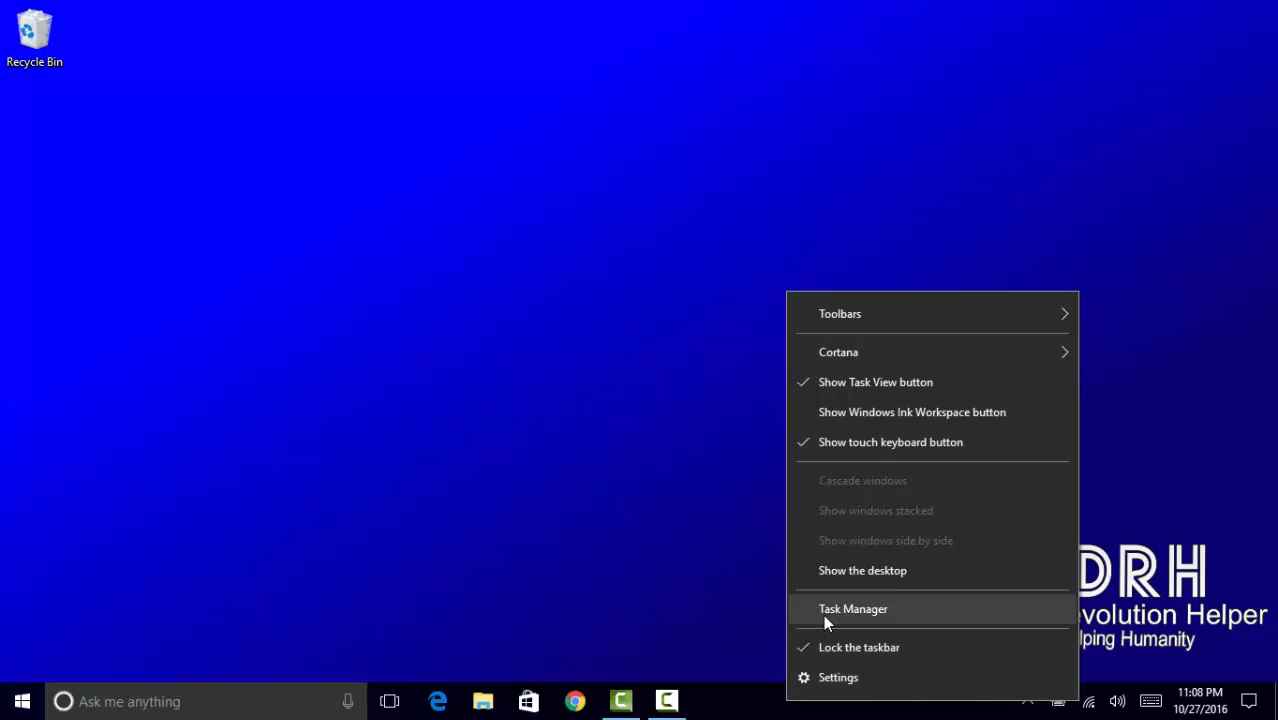 Recycle Bin
Toolbars
Cortana
Show Task View button
Show Windows Ink Workspace button
Show touch keyboard button
Cascade windows
Show windows stacked
Show windows side by side
Show the desktop
Task Manager
Lock the taskbar
Settings
DRH
evolution Helper
lping Humanity
Ask me anything
11:08 PM
10/27/2016